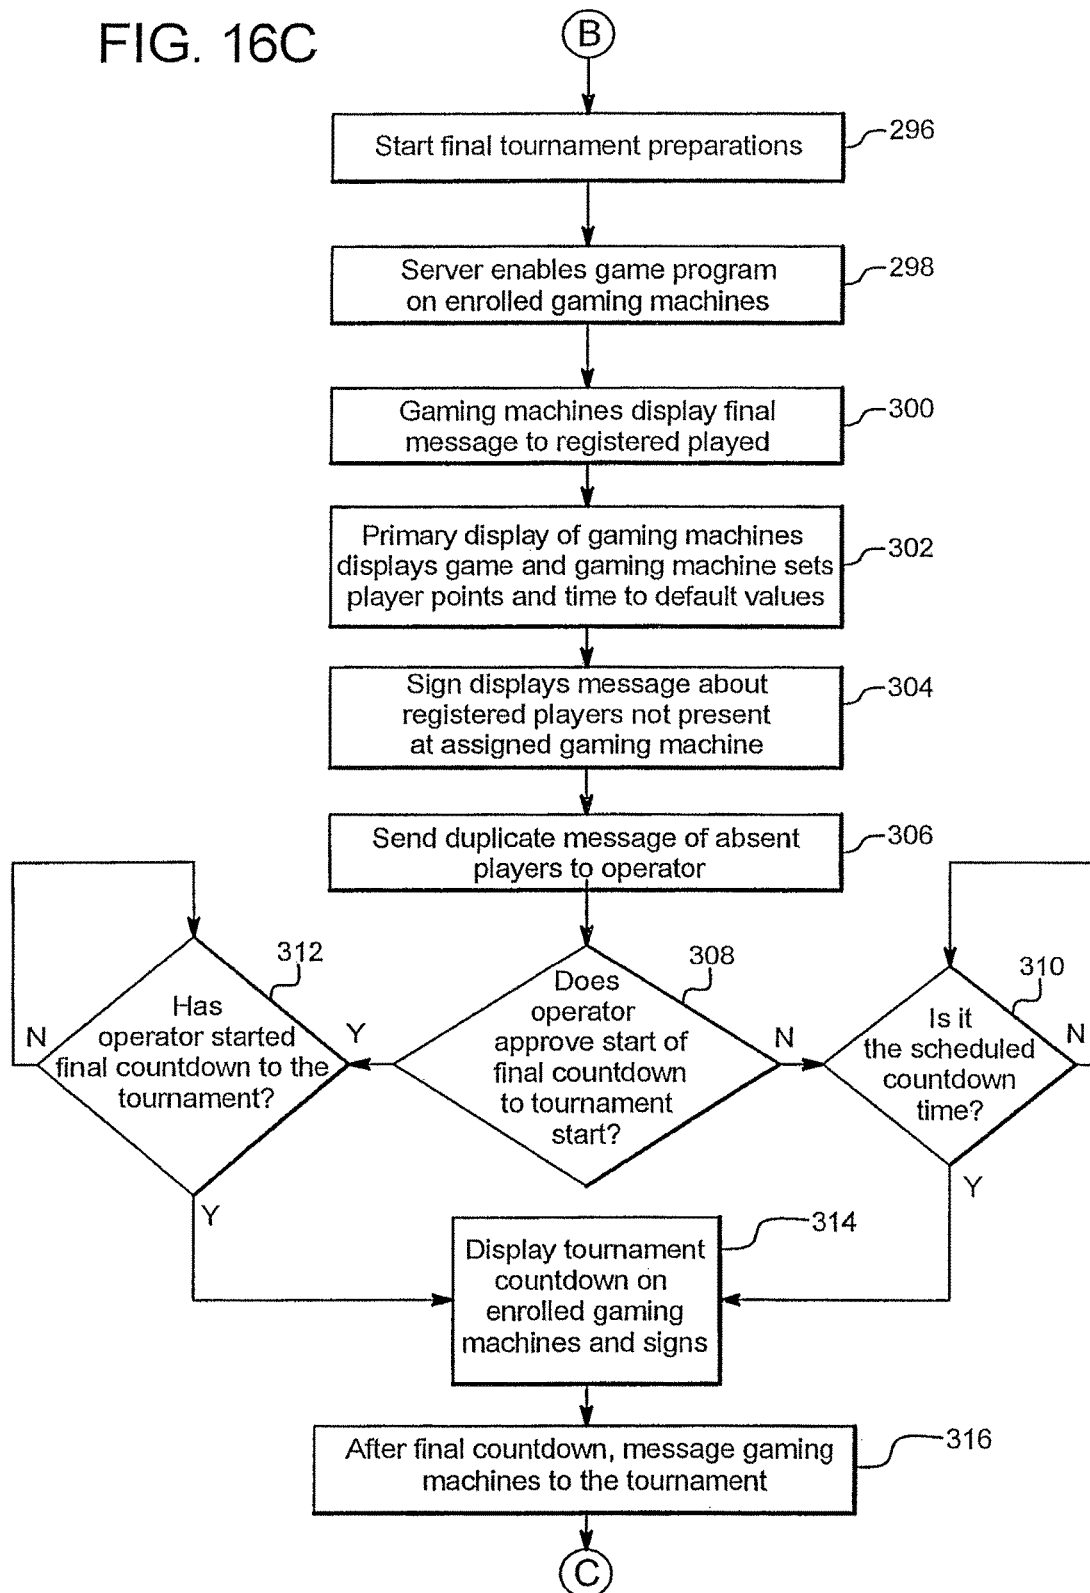 FIG. 16C
B
Start final tournament preparations
296
Server enables game program
on enrolled gaming machines
298
Gaming machines display final
message to registered played
300
Primary display of gaming machines
displays game and gaming machine sets
player points and time to default values
302
Sign displays message about
registered players not present
at assigned gaming machine
304
Send duplicate message of absent
players to operator
306
312
Has
operator started
final countdown to the
tournament?
N
Y
Y
308
Does
operator
approve start of
final countdown
to tournament
start?
N
310
Is it
the scheduled
countdown
time?
N
Y
314
Display tournament
countdown on
enrolled gaming
machines and signs
After final countdown, message gaming
machines to the tournament
316
C